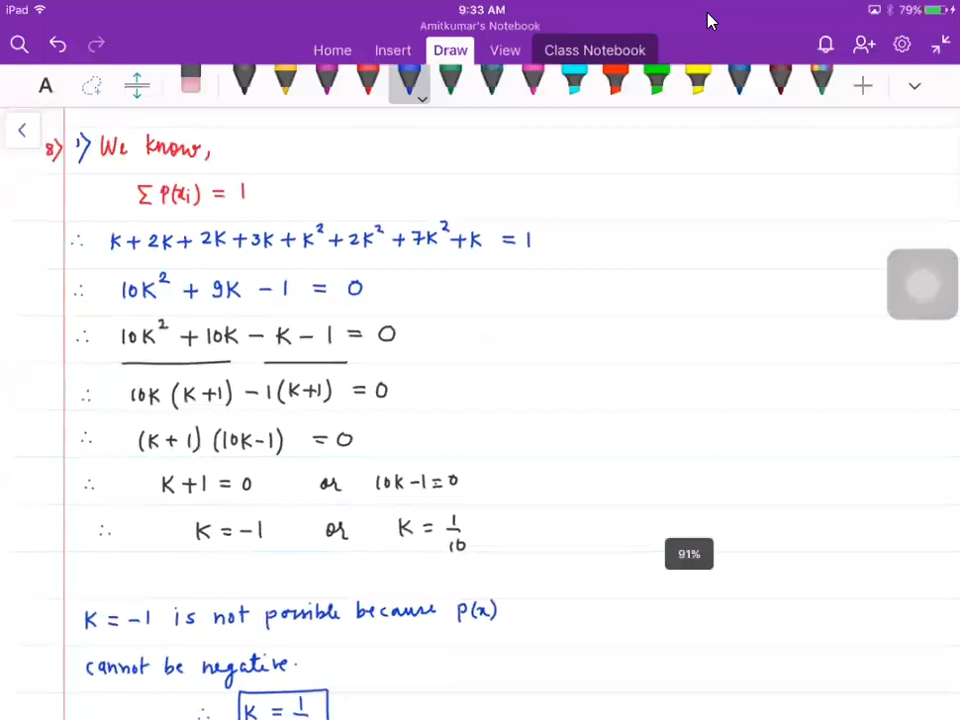 iPad 9:33 AM 79%
Amitkumar's Notebook
Home Insert Draw View Class Notebook
A
8) 1) We know,
Σ P(xi) = 1
∴ K + 2K + 2K + 3K + K² + 2K² + 7K² + K = 1
∴ 10K² + 9K - 1 = 0
∴ 10K² + 10K - K - 1 = 0
∴ 10K (K+1) - 1(K+1) = 0
∴ (K+1) (10K-1) = 0
∴ K+1 = 0 or 10K-1=0
∴ K = -1 or K = 1/10
91%
K = -1 is not possible because P(x)
cannot be negative.
∴ K = 1